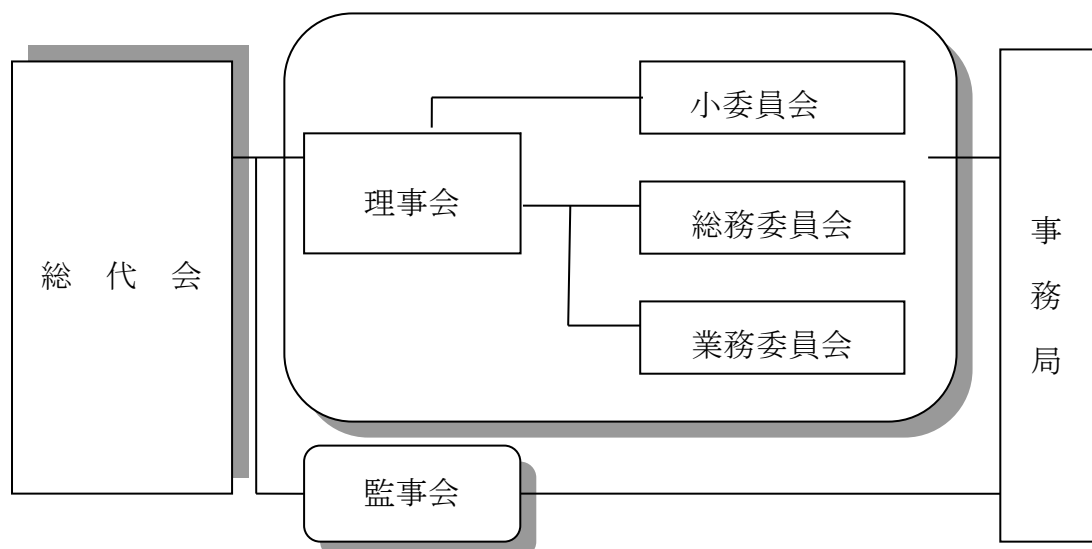 総　代　会
理事会
小委員会
総務委員会
業務委員会
監事会
事務局